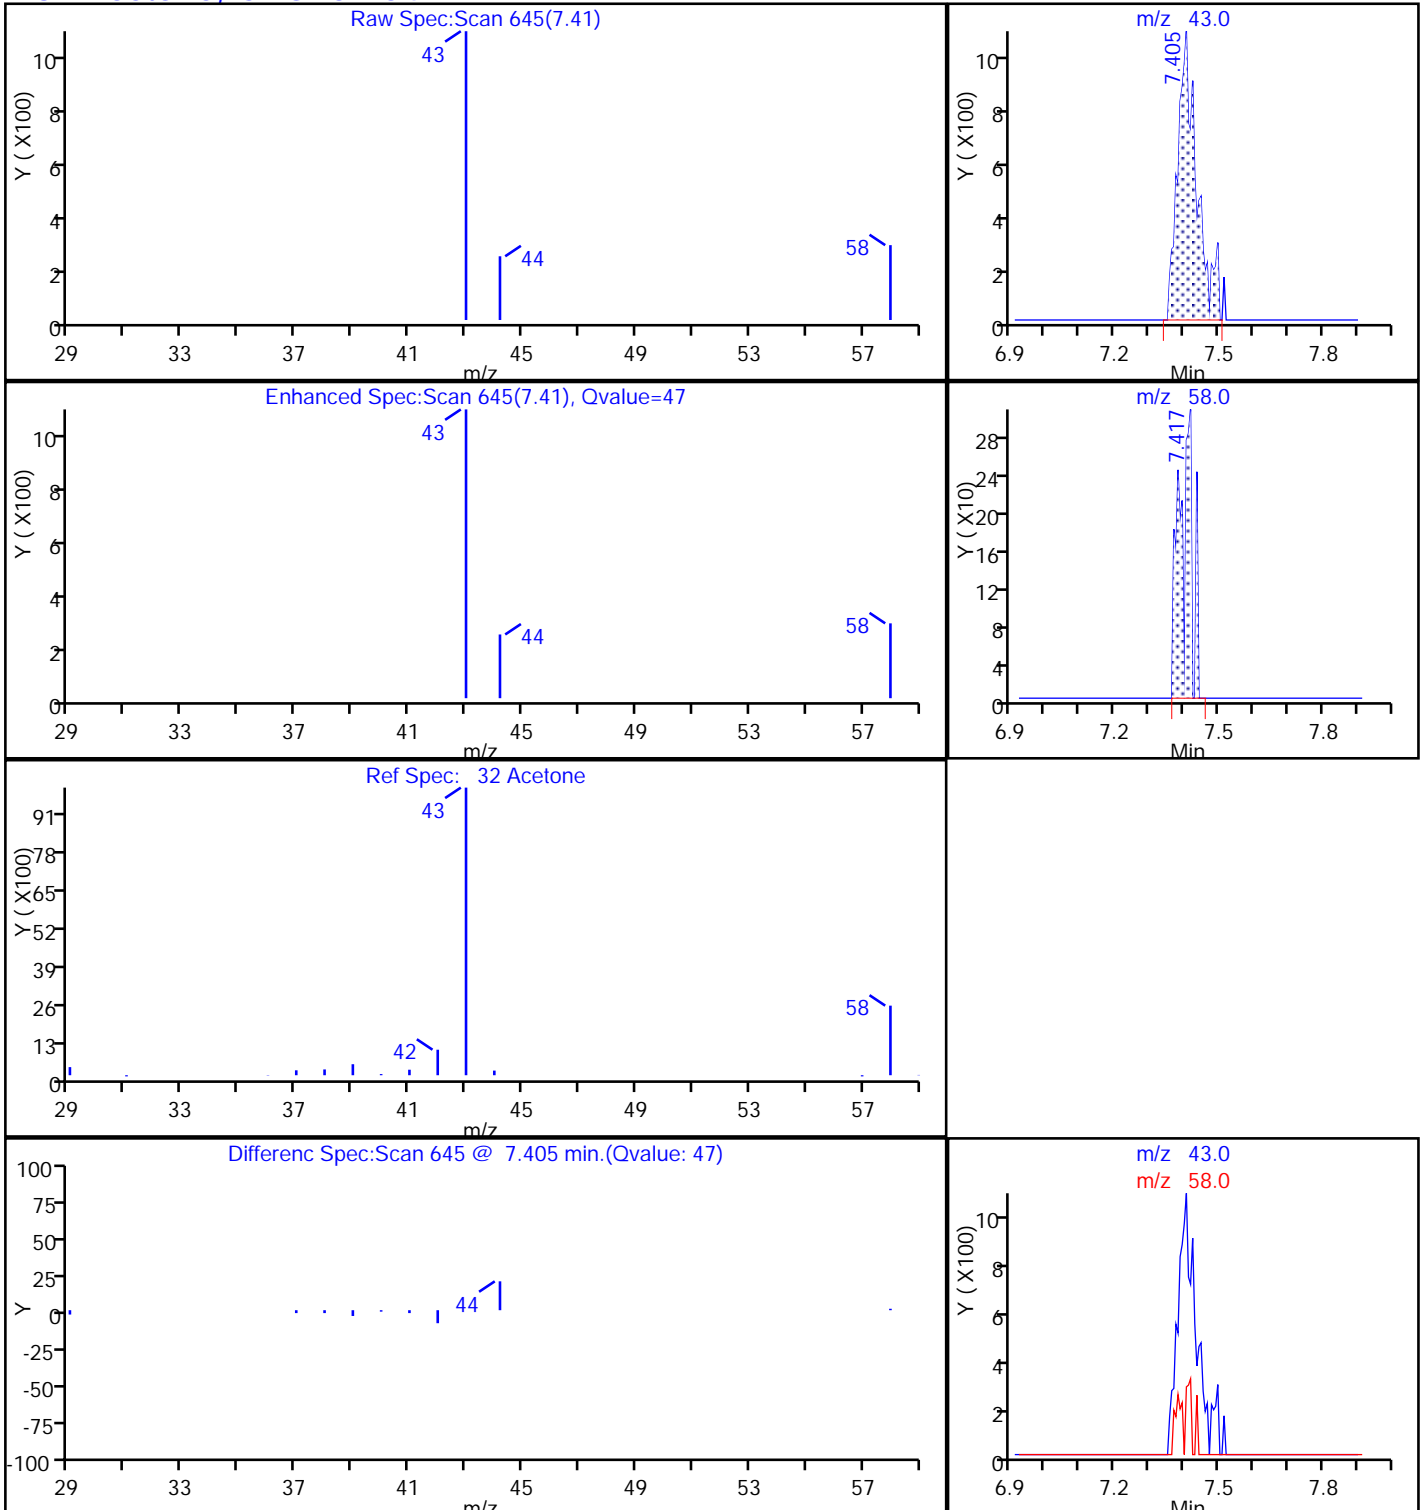 Raw Spec:Scan 645(7.41)
Y ( X100)
10
8
6
4
2
0
43
44
58
29 33 37 41 45 49 53 57
m/z
m/z 43.0
Y ( X100)
10
8
6
4
2
0
7.405
6.9 7.2 7.5 7.8
Min
Enhanced Spec:Scan 645(7.41), Qvalue=47
Y ( X100)
10
8
6
4
2
0
43
44
58
29 33 37 41 45 49 53 57
m/z
m/z 58.0
Y ( X10)
28
24
20
16
12
8
4
0
7.417
6.9 7.2 7.5 7.8
Min
Ref Spec: 32 Acetone
Y ( X100)
91
78
65
52
39
26
13
0
43
42
58
29 33 37 41 45 49 53 57
m/z
Differenc Spec:Scan 645 @ 7.405 min.(Qvalue: 47)
Y
100
75
50
25
0
-25
-50
-75
-100
44
29 33 37 41 45 49 53 57
m/z
m/z 43.0
m/z 58.0
Y ( X100)
10
8
6
4
2
0
6.9 7.2 7.5 7.8
Min